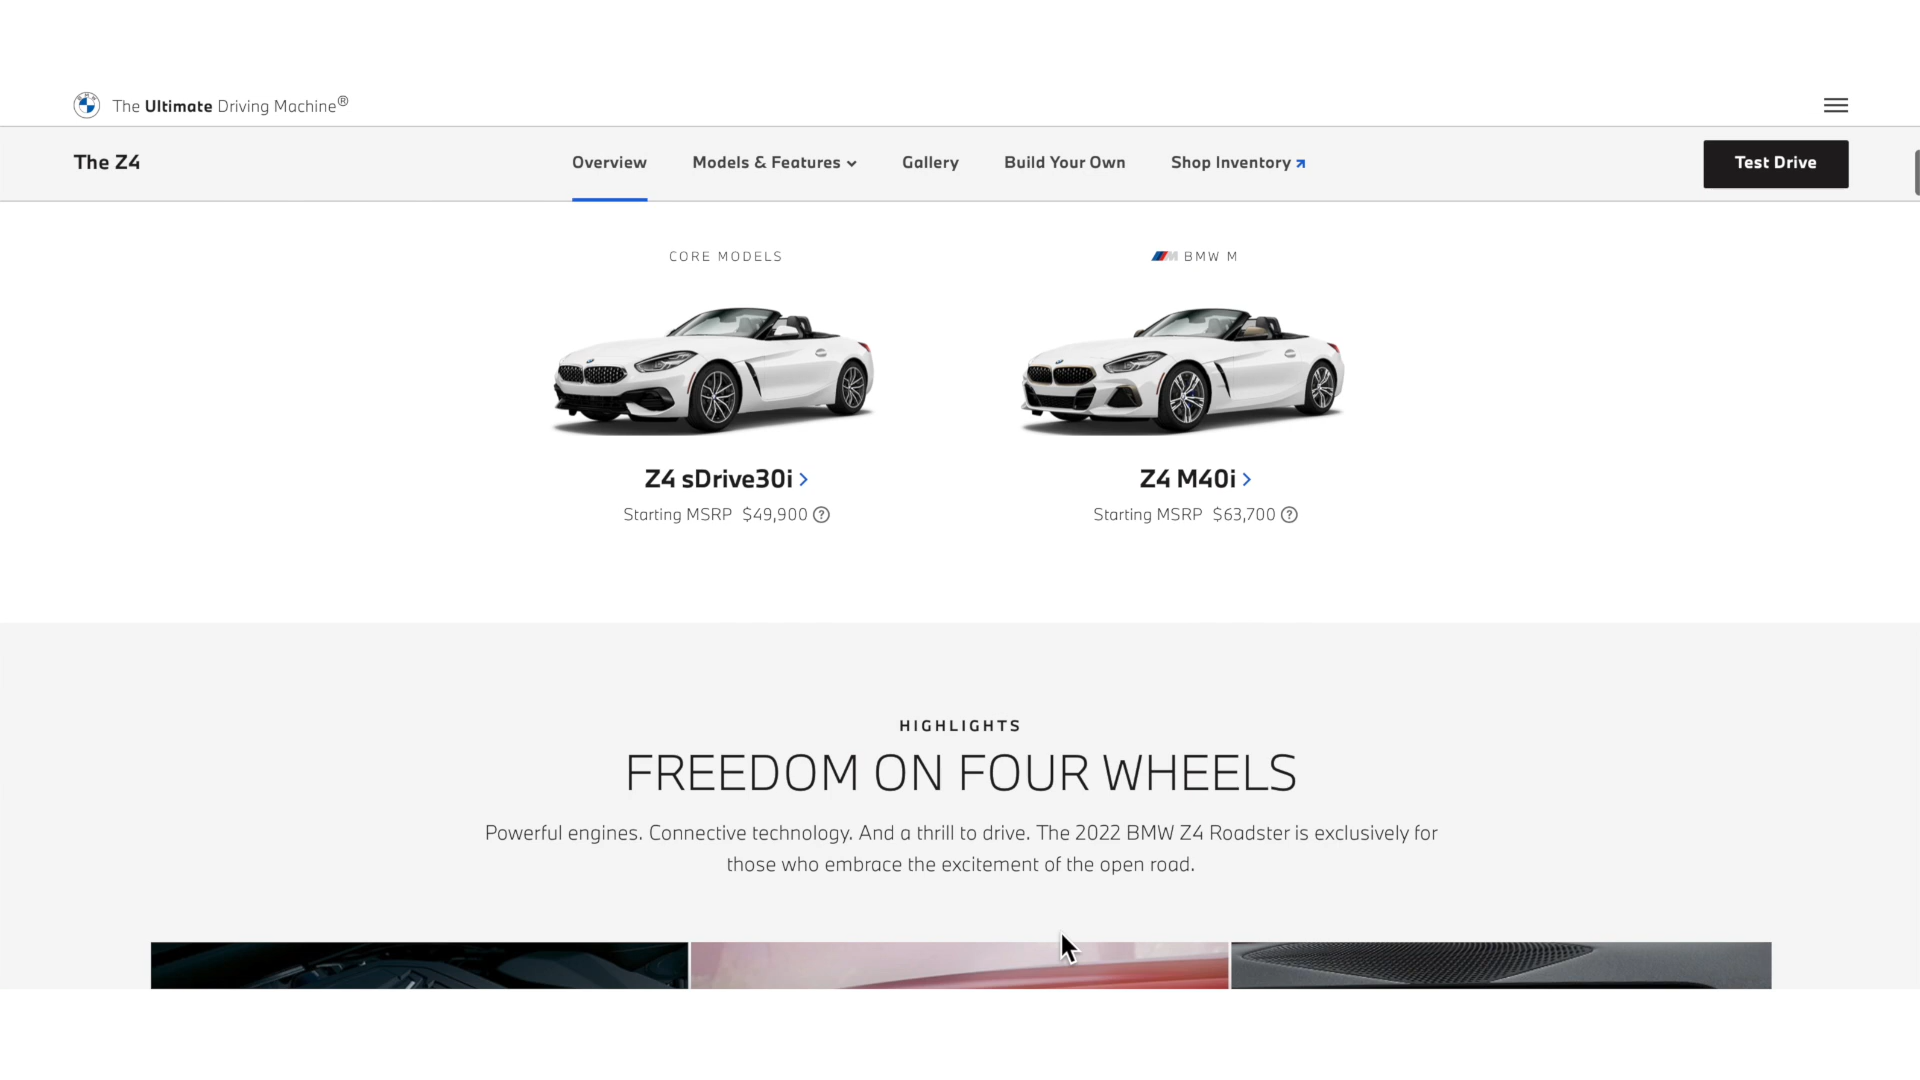 The Ultimate Driving Machine®
The Z4
Overview
Models & Features
Gallery
Build Your Own
Shop Inventory
Test Drive
CORE MODELS
BMW M
Z4 sDrive30i
Z4 M40i
Starting MSRP $49,900
Starting MSRP $63,700
HIGHLIGHTS
FREEDOM ON FOUR WHEELS
Powerful engines. Connective technology. And a thrill to drive. The 2022 BMW Z4 Roadster is exclusively for
those who embrace the excitement of the open road.